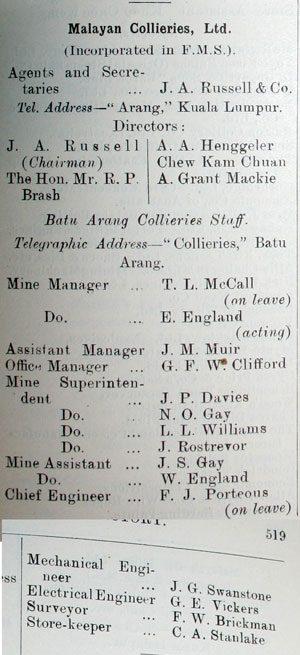 Malayan Collieries, Ltd.
(Incorporated in F.M.S.).
Agents and Secre-
taries ... J. A. Russell & Co.
Tel. Address—"Arang," Kuala Lumpur.
Directors:
J. A. Russell A. A. Henggeler
(Chairman) Chew Kam Chuan
The Hon. Mr. R. P. A. Grant Mackie
Brash
Batu Arang Collieries Staff.
Telegraphic Address—"Collieries," Batu
Arang.
Mine Manager ... T. L. McCall
(on leave)
Do. ... E. England
(acting)
Assistant Manager J. M. Muir
Office Manager ... G. F. W. Clifford
Mine Superinten-
dent ... J. P. Davies
Do. ... N. O. Gay
Do. ... L. L. Williams
Do. ... J. Rostrevor
Mine Assistant ... J. S. Gay
Do. ... W. England
Chief Engineer ... F. J. Porteous
(on leave)
519
ess
Mechanical Engi-
neer ... J. G. Swanstone
Electrical Engineer G. E. Vickers
Surveyor ... F. W. Brickman
Store-keeper ... C. A. Stanlake